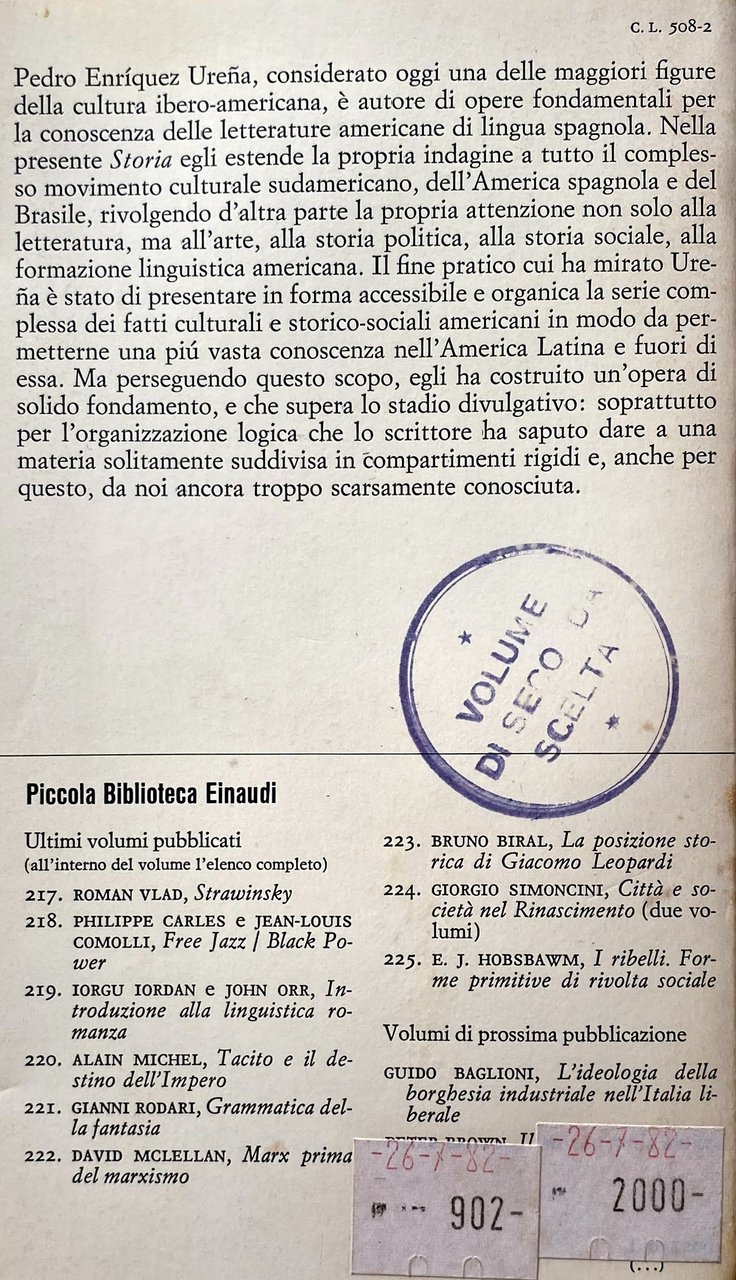 C. L. 508-2
Pedro Enríquez Ureña, considerato oggi una delle maggiori figure
della cultura ibero-americana, è autore di opere fondamentali per
la conoscenza delle letterature americane di lingua spagnola. Nella
presente Storia egli estende la propria indagine a tutto il comples-
so movimento culturale sudamericano, dell'America spagnola e del
Brasile, rivolgendo d'altra parte la propria attenzione non solo alla
letteratura, ma all'arte, alla storia politica, alla storia sociale, alla
formazione linguistica americana. Il fine pratico cui ha mirato Ure-
ña è stato di presentare in forma accessibile e organica la serie com-
plessa dei fatti culturali e storico-sociali americani in modo da per-
metterne una piú vasta conoscenza nell'America Latina e fuori di
essa. Ma perseguendo questo scopo, egli ha costruito un'opera di
solido fondamento, e che supera lo stadio divulgativo: soprattutto
per l'organizzazione logica che lo scrittore ha saputo dare a una
materia solitamente suddivisa in compartimenti rigidi e, anche per
questo, da noi ancora troppo scarsamente conosciuta.
VOLUME
DI SECO DA
SCELTA
Piccola Biblioteca Einaudi
Ultimi volumi pubblicati
(all'interno del volume l'elenco completo)
217. ROMAN VLAD, Strawinsky
218. PHILIPPE CARLES e JEAN-LOUIS
COMOLLI, Free Jazz / Black Po-
wer
219. IORGU IORDAN e JOHN ORR, In-
troduzione alla linguistica ro-
manza
220. ALAIN MICHEL, Tacito e il de-
stino dell'Impero
221. GIANNI RODARI, Grammatica del-
la fantasia
222. DAVID MCLELLAN, Marx prima
del marxismo
223. BRUNO BIRAL, La posizione sto-
rica di Giacomo Leopardi
224. GIORGIO SIMONCINI, Città e so-
cietà nel Rinascimento (due vo-
lumi)
225. E. J. HOBSBAWM, I ribelli. For-
me primitive di rivolta sociale
Volumi di prossima pubblicazione
GUIDO BAGLIONI, L'ideologia della
borghesia industriale nell'Italia li-
berale
PETER BROWN, Il
-26-7-82-
902-
-26-7-82-
2000-
(...)